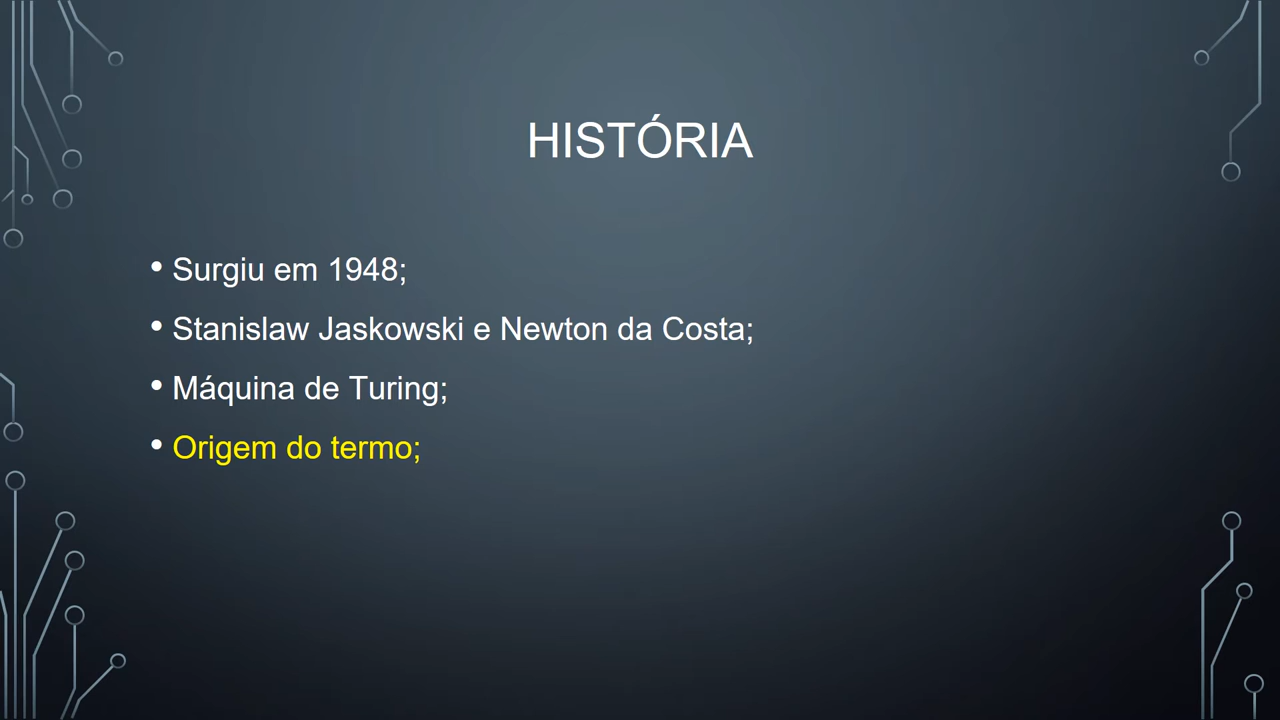 HISTÓRIA
• Surgiu em 1948;
• Stanislaw Jaskowski e Newton da Costa;
• Máquina de Turing;
• Origem do termo;